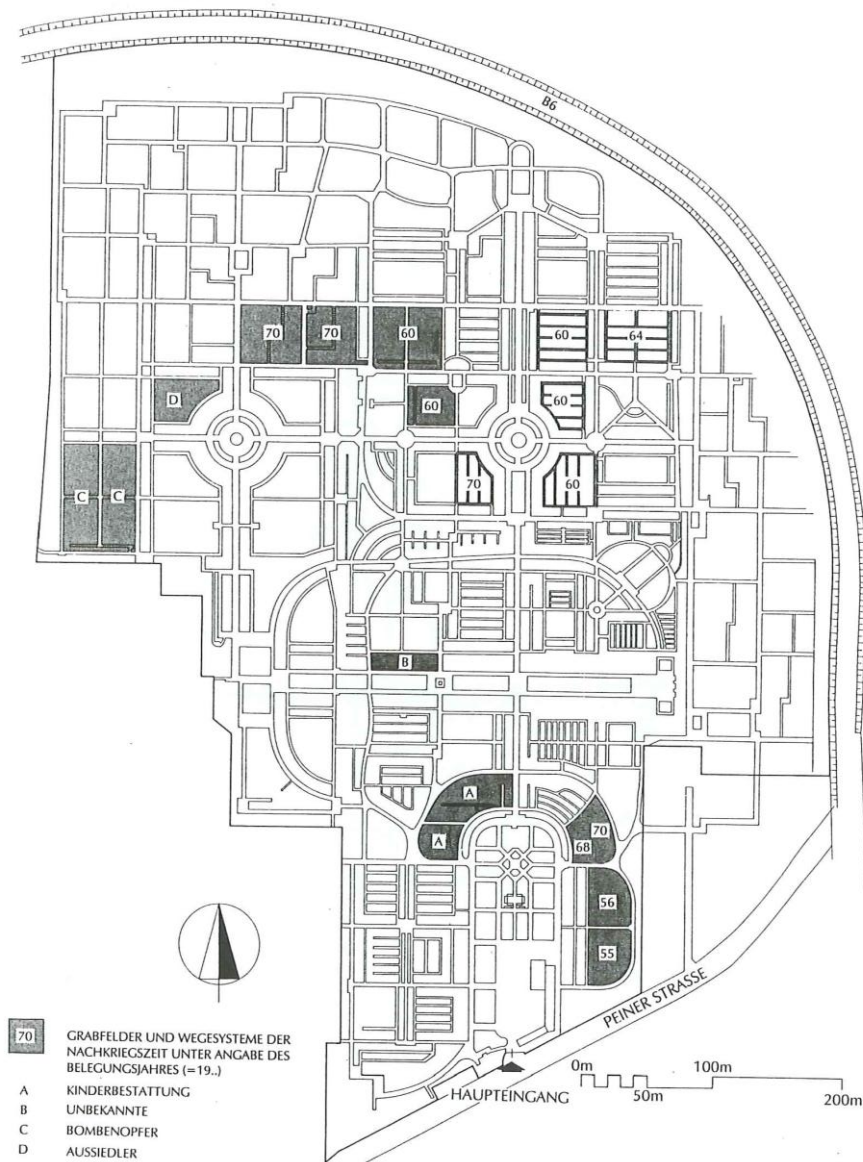 B6
70
70
60
60
64
D
60
60
C
C
70
60
B
A
A
70
68
56
55
PEINER STRASSE
HAUPTEINGANG
0m
100m
50m
200m
70
GRABFELDER UND WEGESYSTEME DER
NACHKRIEGSZEIT UNTER ANGABE DES
BELEGUNGSJAHRES (=19..)
A KINDERBESTATTUNG
B UNBEKANNTE
C BOMBENOPFER
D AUSSIEDLER